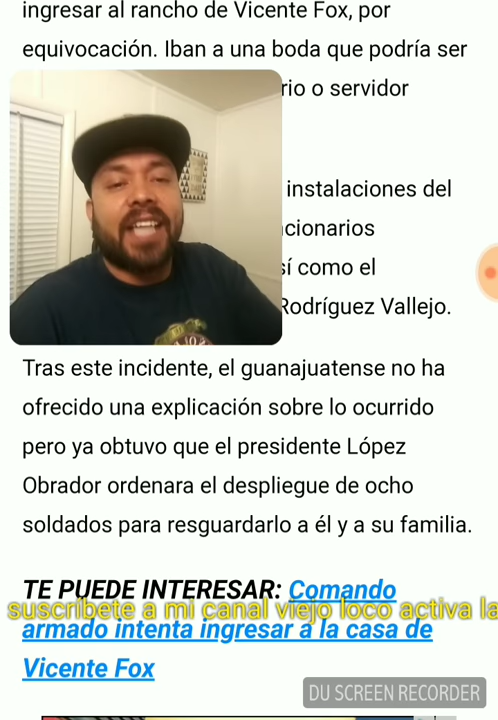 ingresar al rancho de Vicente Fox, por
equivocación. Iban a una boda que podría ser
rio o servidor
instalaciones del
cionarios
sí como el
Rodríguez Vallejo.
Tras este incidente, el guanajuatense no ha
ofrecido una explicación sobre lo ocurrido
pero ya obtuvo que el presidente López
Obrador ordenara el despliegue de ocho
soldados para resguardarlo a él y a su familia.
TE PUEDE INTERESAR: Comando
suscríbete a mi canal viejo loco activa la
armado intenta ingresar a la casa de
Vicente Fox
DU SCREEN RECORDER